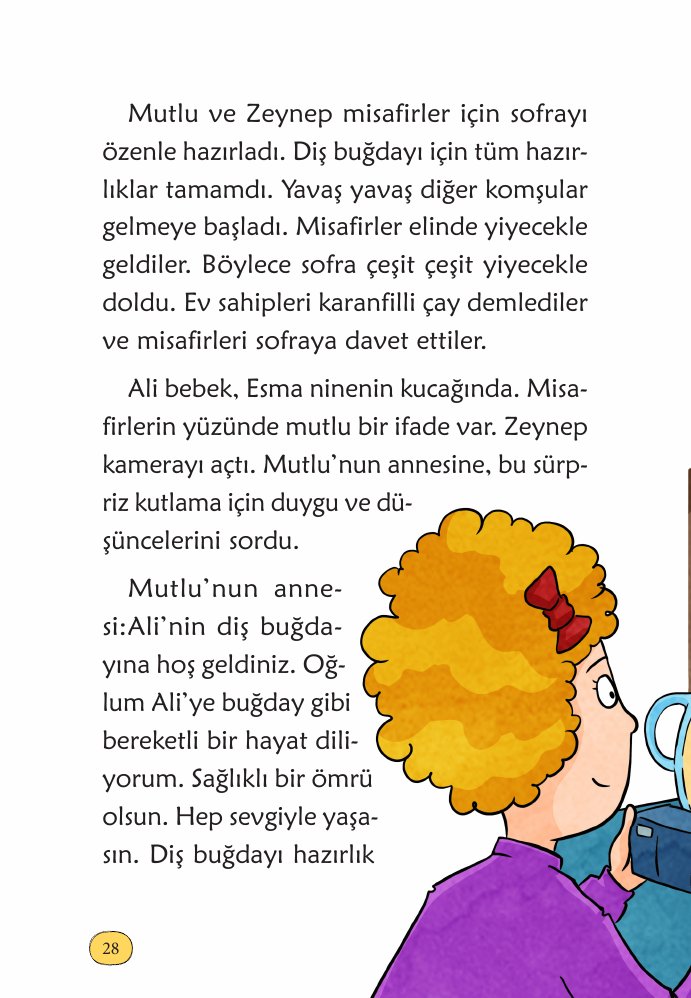 Mutlu ve Zeynep misafirler için sofrayı
özenle hazırladı. Diş buğdayı için tüm hazır-
lıklar tamamdı. Yavaş yavaş diğer komşular
gelmeye başladı. Misafirler elinde yiyecekle
geldiler. Böylece sofra çeşit çeşit yiyecekle
doldu. Ev sahipleri karanfilli çay demlediler
ve misafirleri sofraya davet ettiler.
Ali bebek, Esma ninenin kucağında. Misa-
firlerin yüzünde mutlu bir ifade var. Zeynep
kamerayı açtı. Mutlu’nun annesine, bu sürp-
riz kutlama için duygu ve dü-
şüncelerini sordu.
Mutlu’nun anne-
si:Ali’nin diş buğda-
yına hoş geldiniz. Oğ-
lum Ali’ye buğday gibi
bereketli bir hayat dili-
yorum. Sağlıklı bir ömrü
olsun. Hep sevgiyle yaşa-
sın. Diş buğdayı hazırlık
28